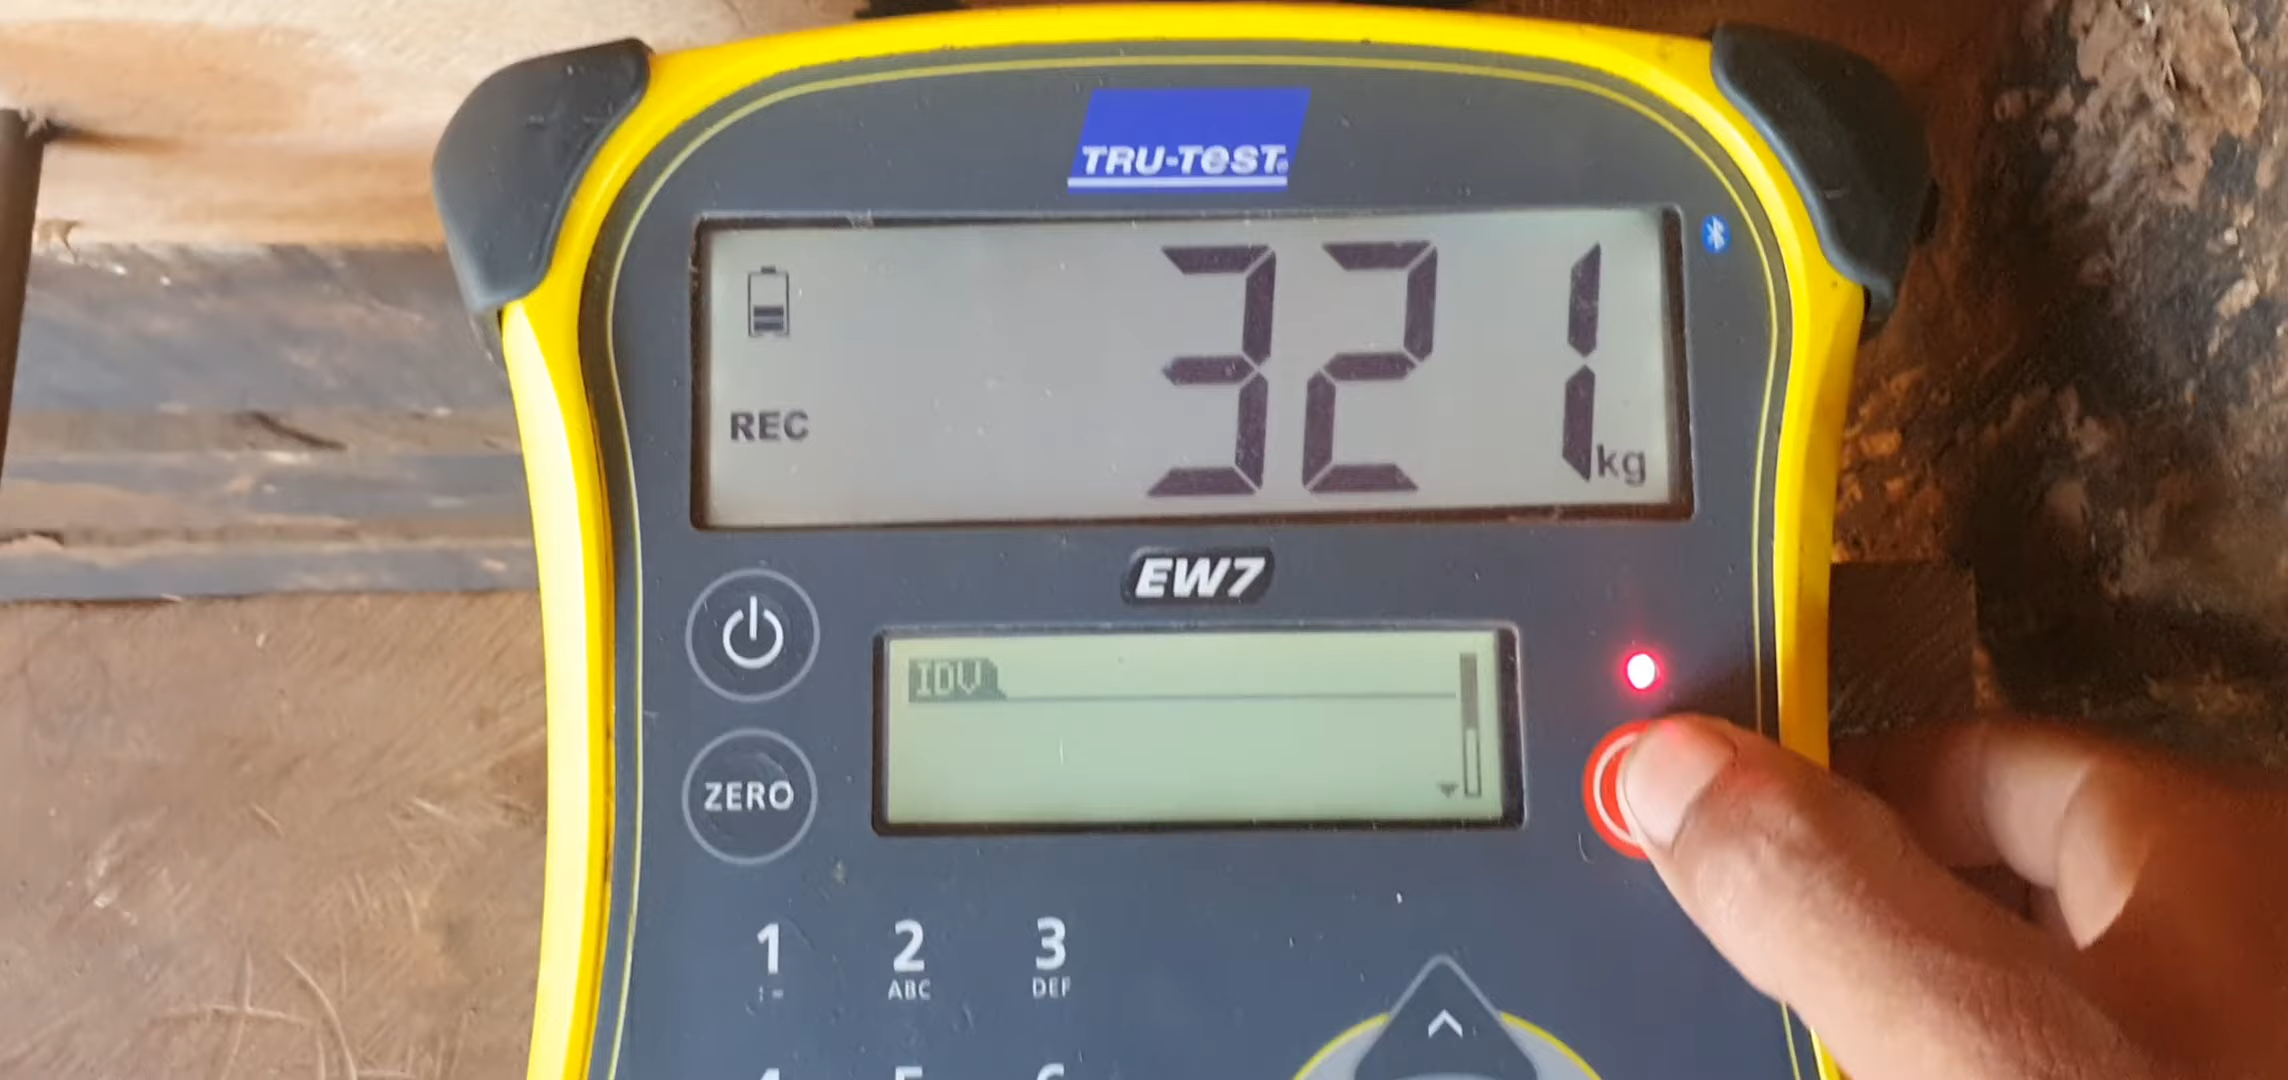 TRU-TEST
321 kg
REC
EW7
IDV
ZERO
1 2 3
ABC DEF